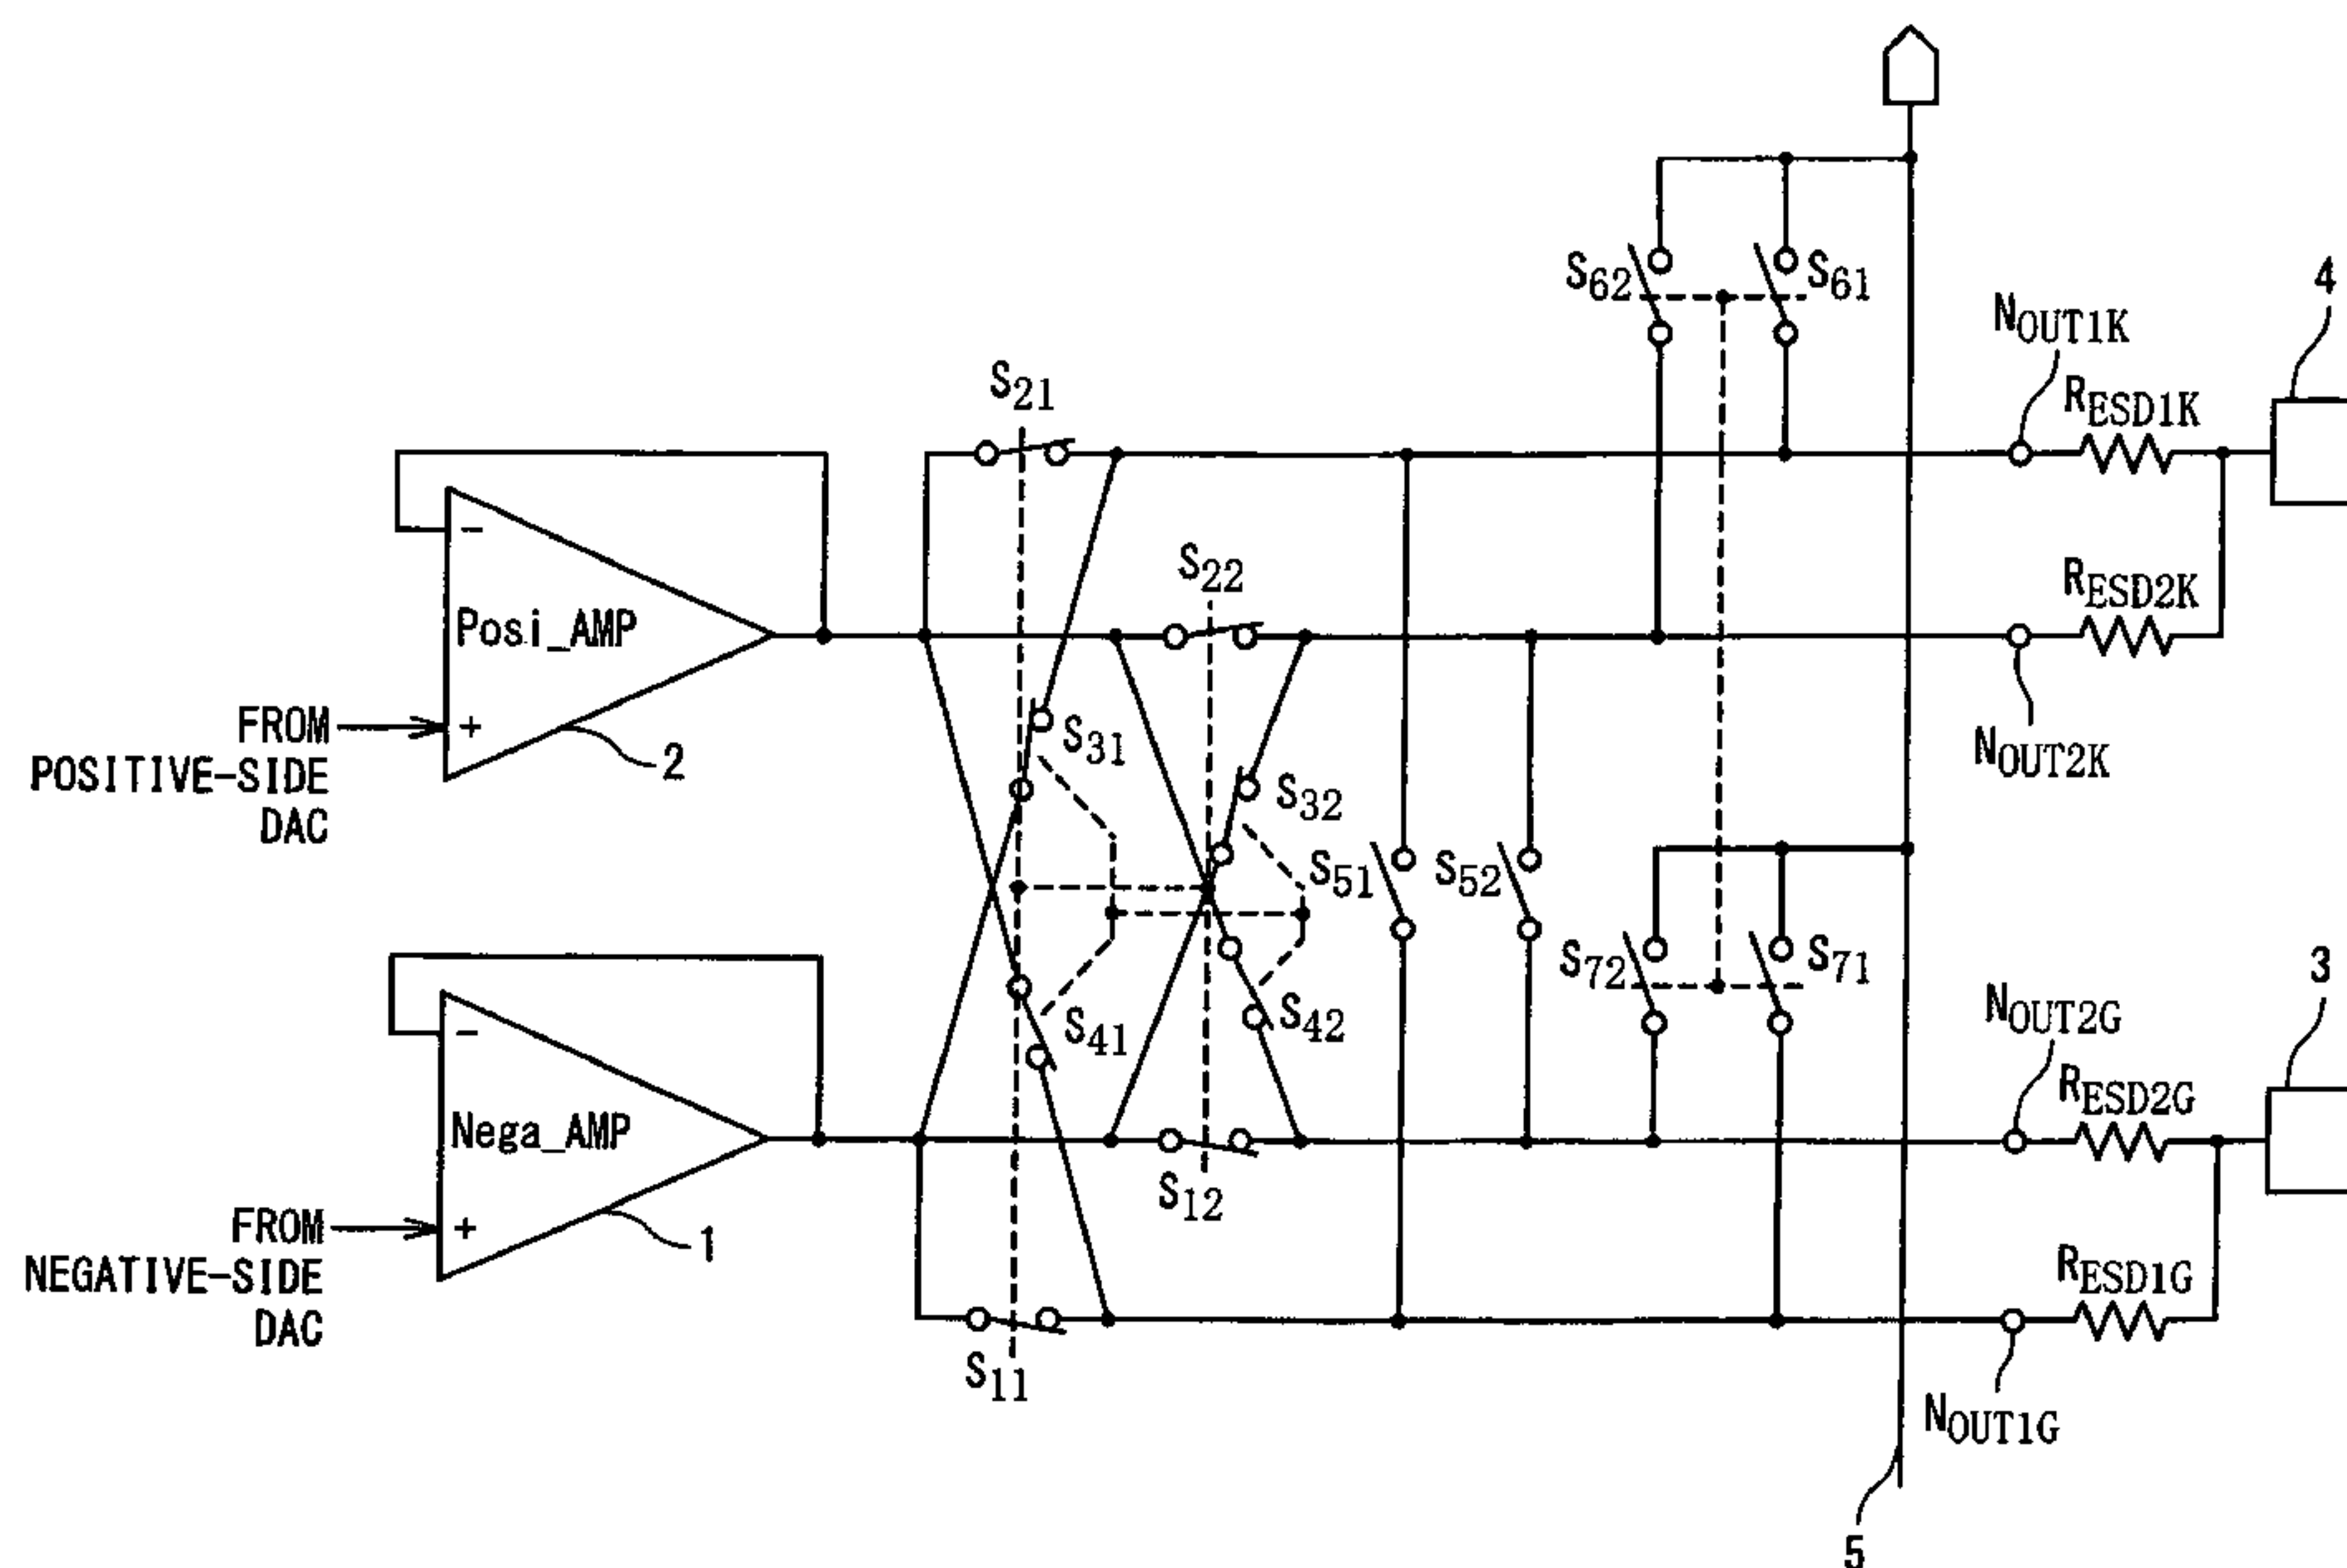 4
S62
S61
NOUT1K
RESD1K
S21
S22
RESD2K
−
Posi_AMP
+
2
FROM
POSITIVE-SIDE
DAC
NOUT2K
S31
S32
S51
S52
S41
S42
S72
S71
3
NOUT2G
RESD2G
−
Nega_AMP
+
1
FROM
NEGATIVE-SIDE
DAC
S12
RESD1G
S11
NOUT1G
5